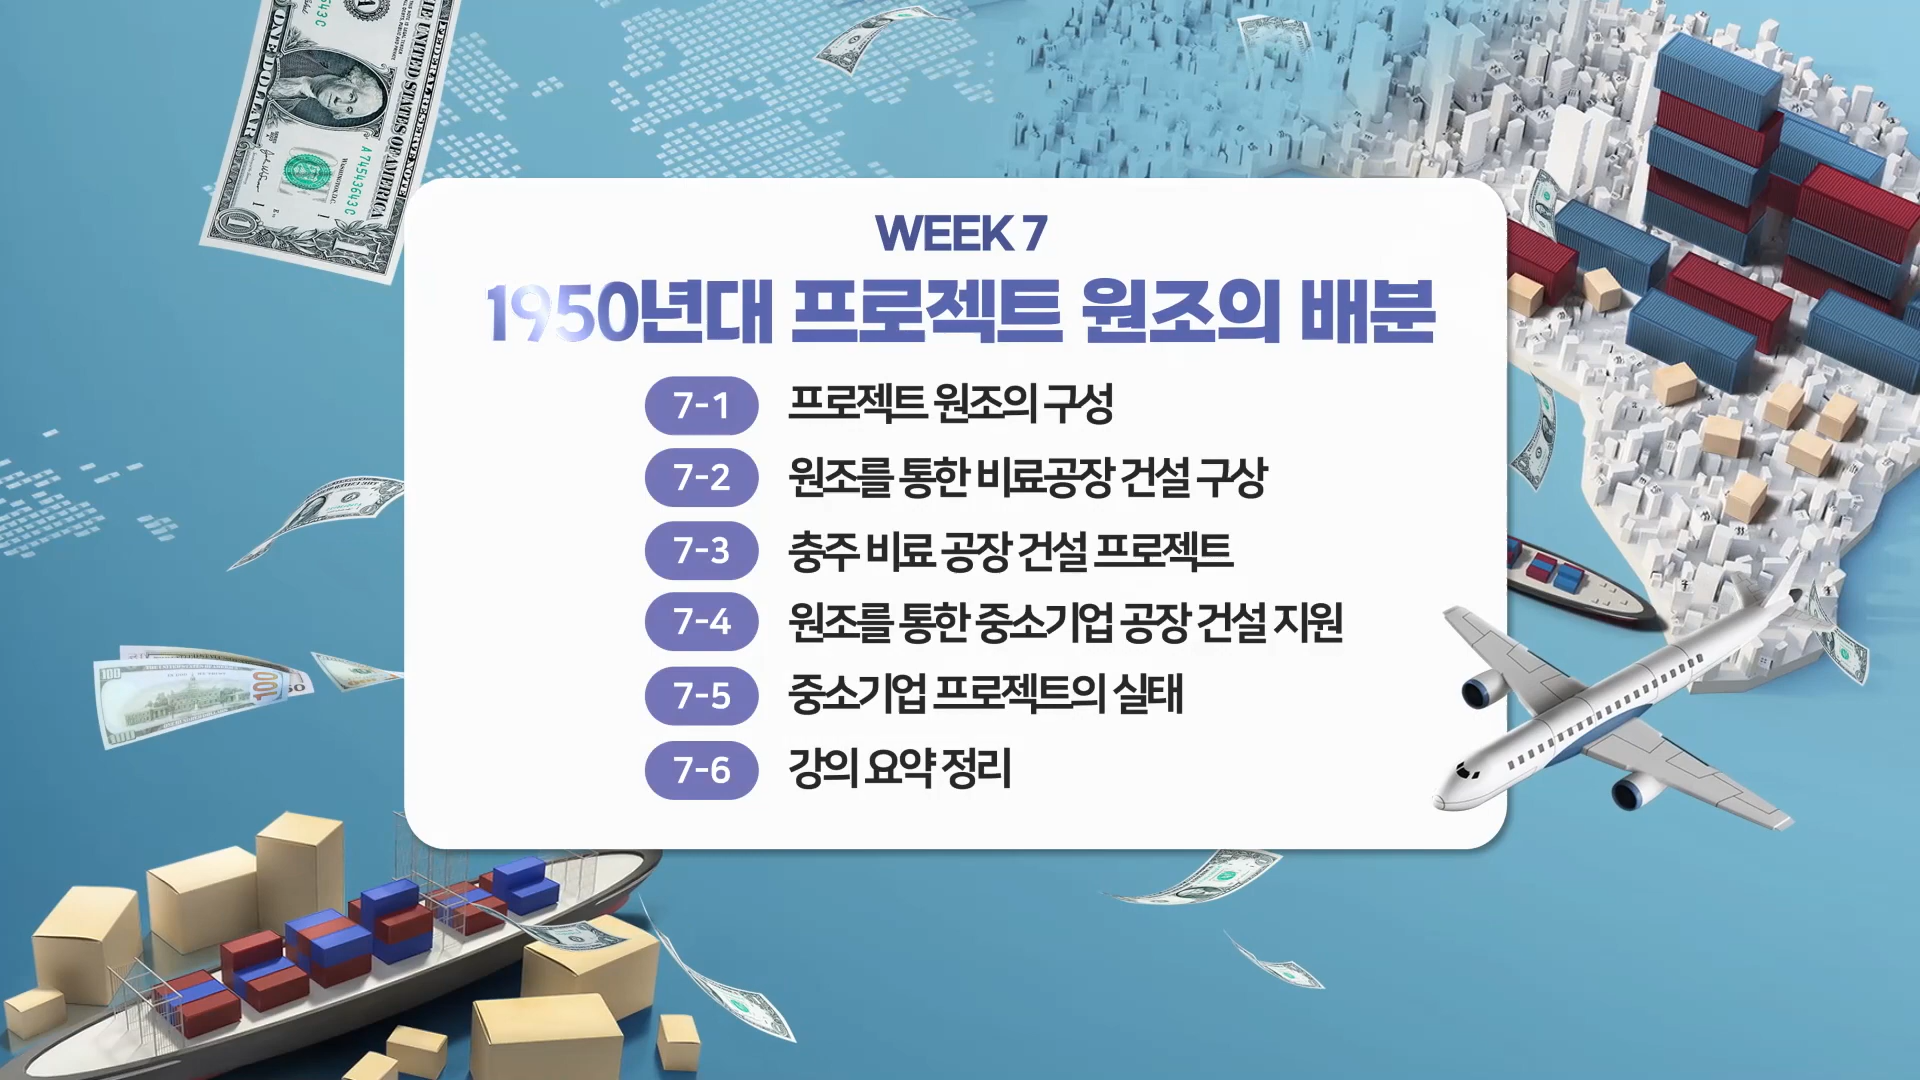 WEEK 7
1950년대 프로젝트 원조의 배분
7-1 프로젝트 원조의 구성
7-2 원조를 통한 비료공장 건설 구상
7-3 충주 비료 공장 건설 프로젝트
7-4 원조를 통한 중소기업 공장 건설 지원
7-5 중소기업 프로젝트의 실태
7-6 강의 요약 정리